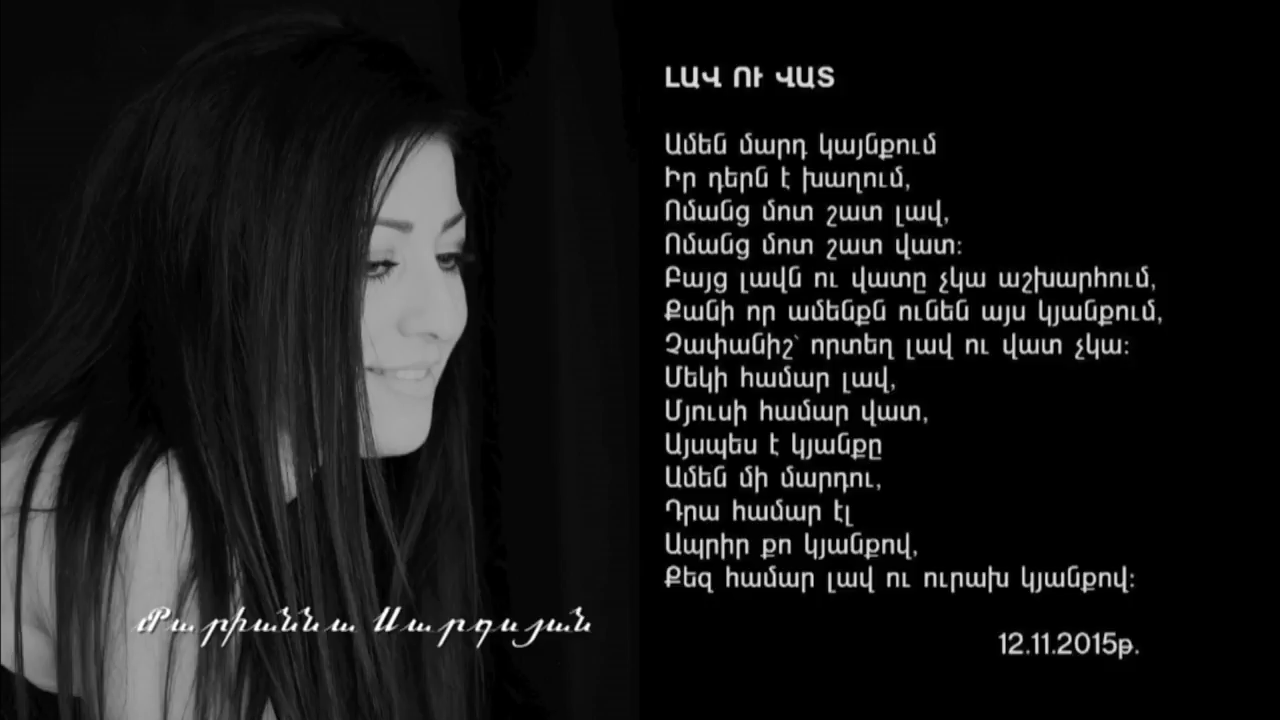 ԼԱՎ ՈՒ ՎԱՏ
Ամեն մարդ կայնքում
Իր դերն է խաղում,
Ոմանց մոտ շատ լավ,
Ոմանց մոտ շատ վատ:
Բայց լավն ու վատը չկա աշխարհում,
Քանի որ ամենքն ունեն այս կյանքում,
Չափանիշ՝ որտեղ լավ ու վատ չկա:
Մեկի համար լավ,
Մյուսի համար վատ,
Այսպես է կյանքը
Ամեն մի մարդու,
Դրա համար էլ
Ապրիր քո կյանքով,
Քեզ համար լավ ու ուրախ կյանքով:
12.11.2015թ.
Սարգսյան